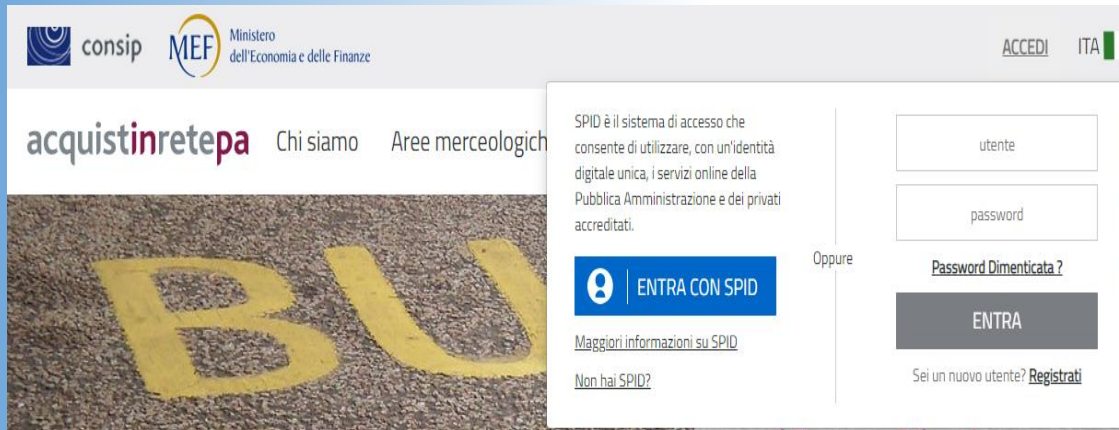 consip
MEF
Ministero
dell'Economia e delle Finanze
ACCEDI
ITA
acquistinretepa
Chi siamo
Aree merceologich
SPID è il sistema di accesso che
consente di utilizzare, con un'identità
digitale unica, i servizi online della
Pubblica Amministrazione e dei privati
accreditati.
ENTRA CON SPID
Maggiori informazioni su SPID
Non hai SPID?
Oppure
utente
password
Password Dimenticata ?
ENTRA
Sei un nuovo utente? Registrati
BU